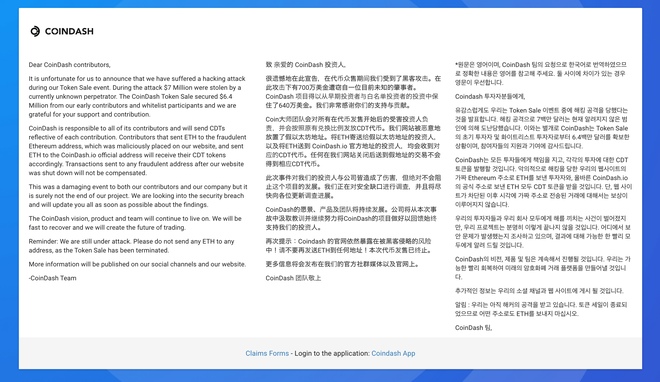 COINDASH
Dear CoinDash contributors,
It is unfortunate for us to announce that we have suffered a hacking attack
during our Token Sale event. During the attack $7 Million were stolen by a
currently unknown perpetrator. The CoinDash Token Sale secured $6.4
Million from our early contributors and whitelist participants and we are
grateful for your support and contribution.
CoinDash is responsible to all of its contributors and will send CDTs
reflective of each contribution. Contributors that sent ETH to the fraudulent
Ethereum address, which was maliciously placed on our website, and sent
ETH to the CoinDash.io official address will receive their CDT tokens
accordingly. Transactions sent to any fraudulent address after our website
was shut down will not be compensated.
This was a damaging event to both our contributors and our company but it
is surely not the end of our project. We are looking into the security breach
and will update you all as soon as possible about the findings.
The CoinDash vision, product and team will continue to live on. We will be
fast to recover and we will create the future of trading.
Reminder: We are still under attack. Please do not send any ETH to any
address, as the Token Sale has been terminated.
More information will be published on our social channels and our website.
-CoinDash Team
致 亲爱的 CoinDash 投资人,
很遗憾地在此宣告，在代币众售期间我们受到了黑客攻击。在
此攻击下有700万美金遭窃自一位目前未知的肇事者。
CoinDash 项目得以从早期投资者与白名单投资者的投资中保
住了640万美金。我们非常感谢你们的支持与贡献。
Coin大师团队会对所有在代币发售开始后的受害投资人负
责，并会按照原有兑换比例发放CDT代币。我们网站被恶意地
放置了假以太坊地址。将ETH寄送给假以太坊地址的投资人,
以及将ETH送到 CoinDash.io 官方地址的投资人，均会收到对
应的CDT代币。任何在我们网站关闭后送到假地址的交易不会
得到相应CDT代币。
此次事件对我们的投资人与公司皆造成了伤害，但绝对不会阻
止这个项目的发展。我们正在对安全缺口进行调查，并且将尽
快向各位更新调查进展。
CoinDash的愿景、产品及团队将持续发展。公司将从本次事
故中汲取教训并继续努力将CoinDash的项目做好以回馈始终
支持我们的投资人。
再次提示：Coindash 的官网依然暴露在被黑客侵略的风险
中！请不要再发送ETH到任何地址！本次代币发售已终止。
更多信息将会发布在我们的官方社群媒体以及官网上。
CoinDash 团队敬上
*원문은 영어이며, CoinDash 팀의 요청으로 한국어로 번역하였으므
로 정확한 내용은 영어를 참고해 주세요. 둘 사이에 차이가 있는 경우
영문이 우선합니다.
Coindash 투자자분들께,
유감스럽게도 우리는 Token Sale 이벤트 중에 해킹 공격을 당했다는
것을 발표합니다. 해킹 공격으로 7백만 달러는 현재 알려지지 않은 범
인에 의해 도난당했습니다. 이와는 별개로 CoinDash는 Token Sale
의 초기 투자자 및 화이트리스트 투자자로부터 6.4백만 달러를 확보한
상황이며, 참여자들의 지원과 기여에 감사드립니다.
CoinDash는 모든 투자자들에게 책임을 지고, 각각의 투자에 대한 CDT
토큰을 발행할 것입니다. 악의적으로 해킹을 당한 우리의 웹사이트의
가짜 Ethereum 주소로 ETH를 보낸 투자자와, 올바른 CoinDash.io
의 공식 주소로 보낸 ETH 모두 CDT 토큰을 받을 것입니다. 단, 웹 사이
트가 차단된 이후 시각에 가짜 주소로 전송된 거래에 대해서는 보상이
이루어지지 않습니다.
우리의 투자자들과 우리 회사 모두에게 해를 끼치는 사건이 벌어졌지
만, 우리 프로젝트는 분명히 이렇게 끝나지 않을 것입니다. 어디에서 보
안 문제가 발생했는지 조사하고 있으며, 결과에 대해 가능한 한 빨리 모
두에게 알려 드릴 것입니다.
CoinDash의 비전, 제품 및 팀은 계속해서 진행될 것입니다. 우리는 가
능한 빨리 회복하여 미래의 암호화폐 거래 플랫폼을 만들어낼 것입니
다.
추가적인 정보는 우리의 소셜 채널과 웹 사이트에 게시 될 것입니다.
알림 : 우리는 아직 해커의 공격을 받고 있습니다. 토큰 세일이 종료되
었으므로 어떤 주소로도 ETH를 보내지 마십시오.
CoinDash 팀,
Claims Forms - Login to the application: Coindash App